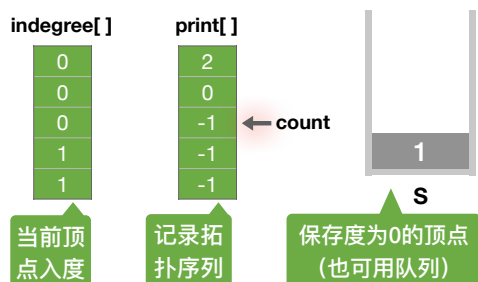 indegree[ ] print[ ]
0 2
0 0
0 -1 count
1 -1 1
1 -1
S
当前顶 记录拓 保存度为0的顶点
点入度 扑序列 （也可用队列）